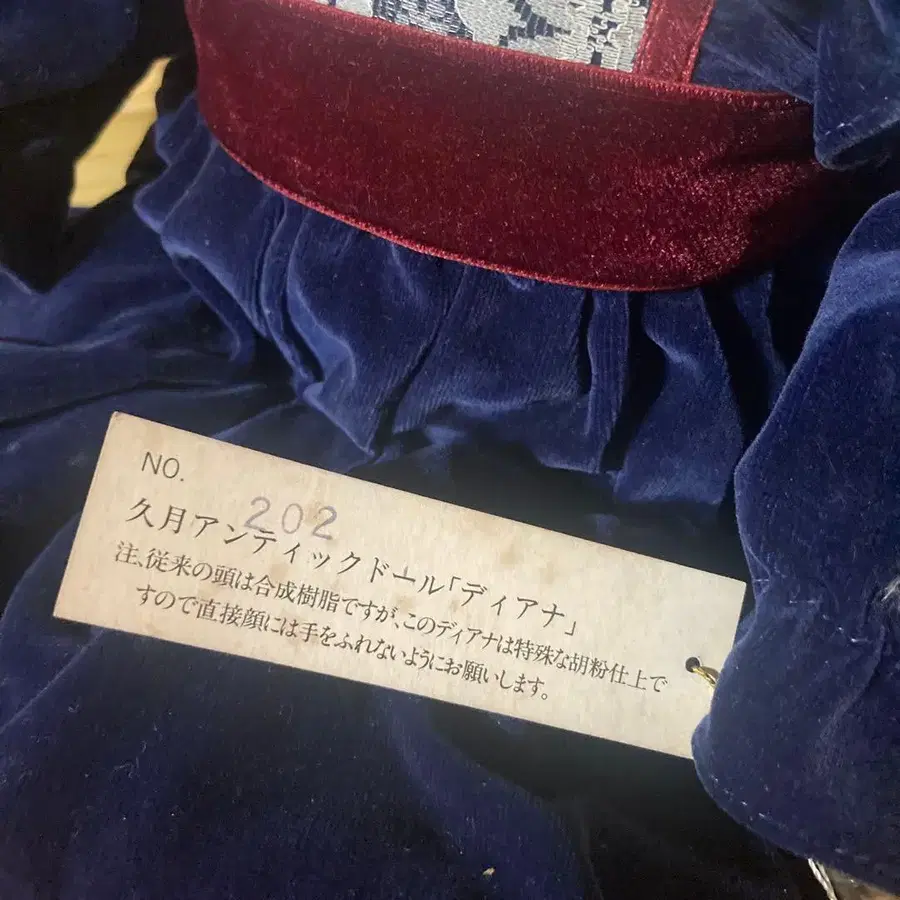 NO. 202
久月アンティックドール「ディアナ」
注、従来の頭は合成樹脂ですが、このディアナは特殊な胡粉仕上で
すので直接顔には手をふれないようにお願いします。